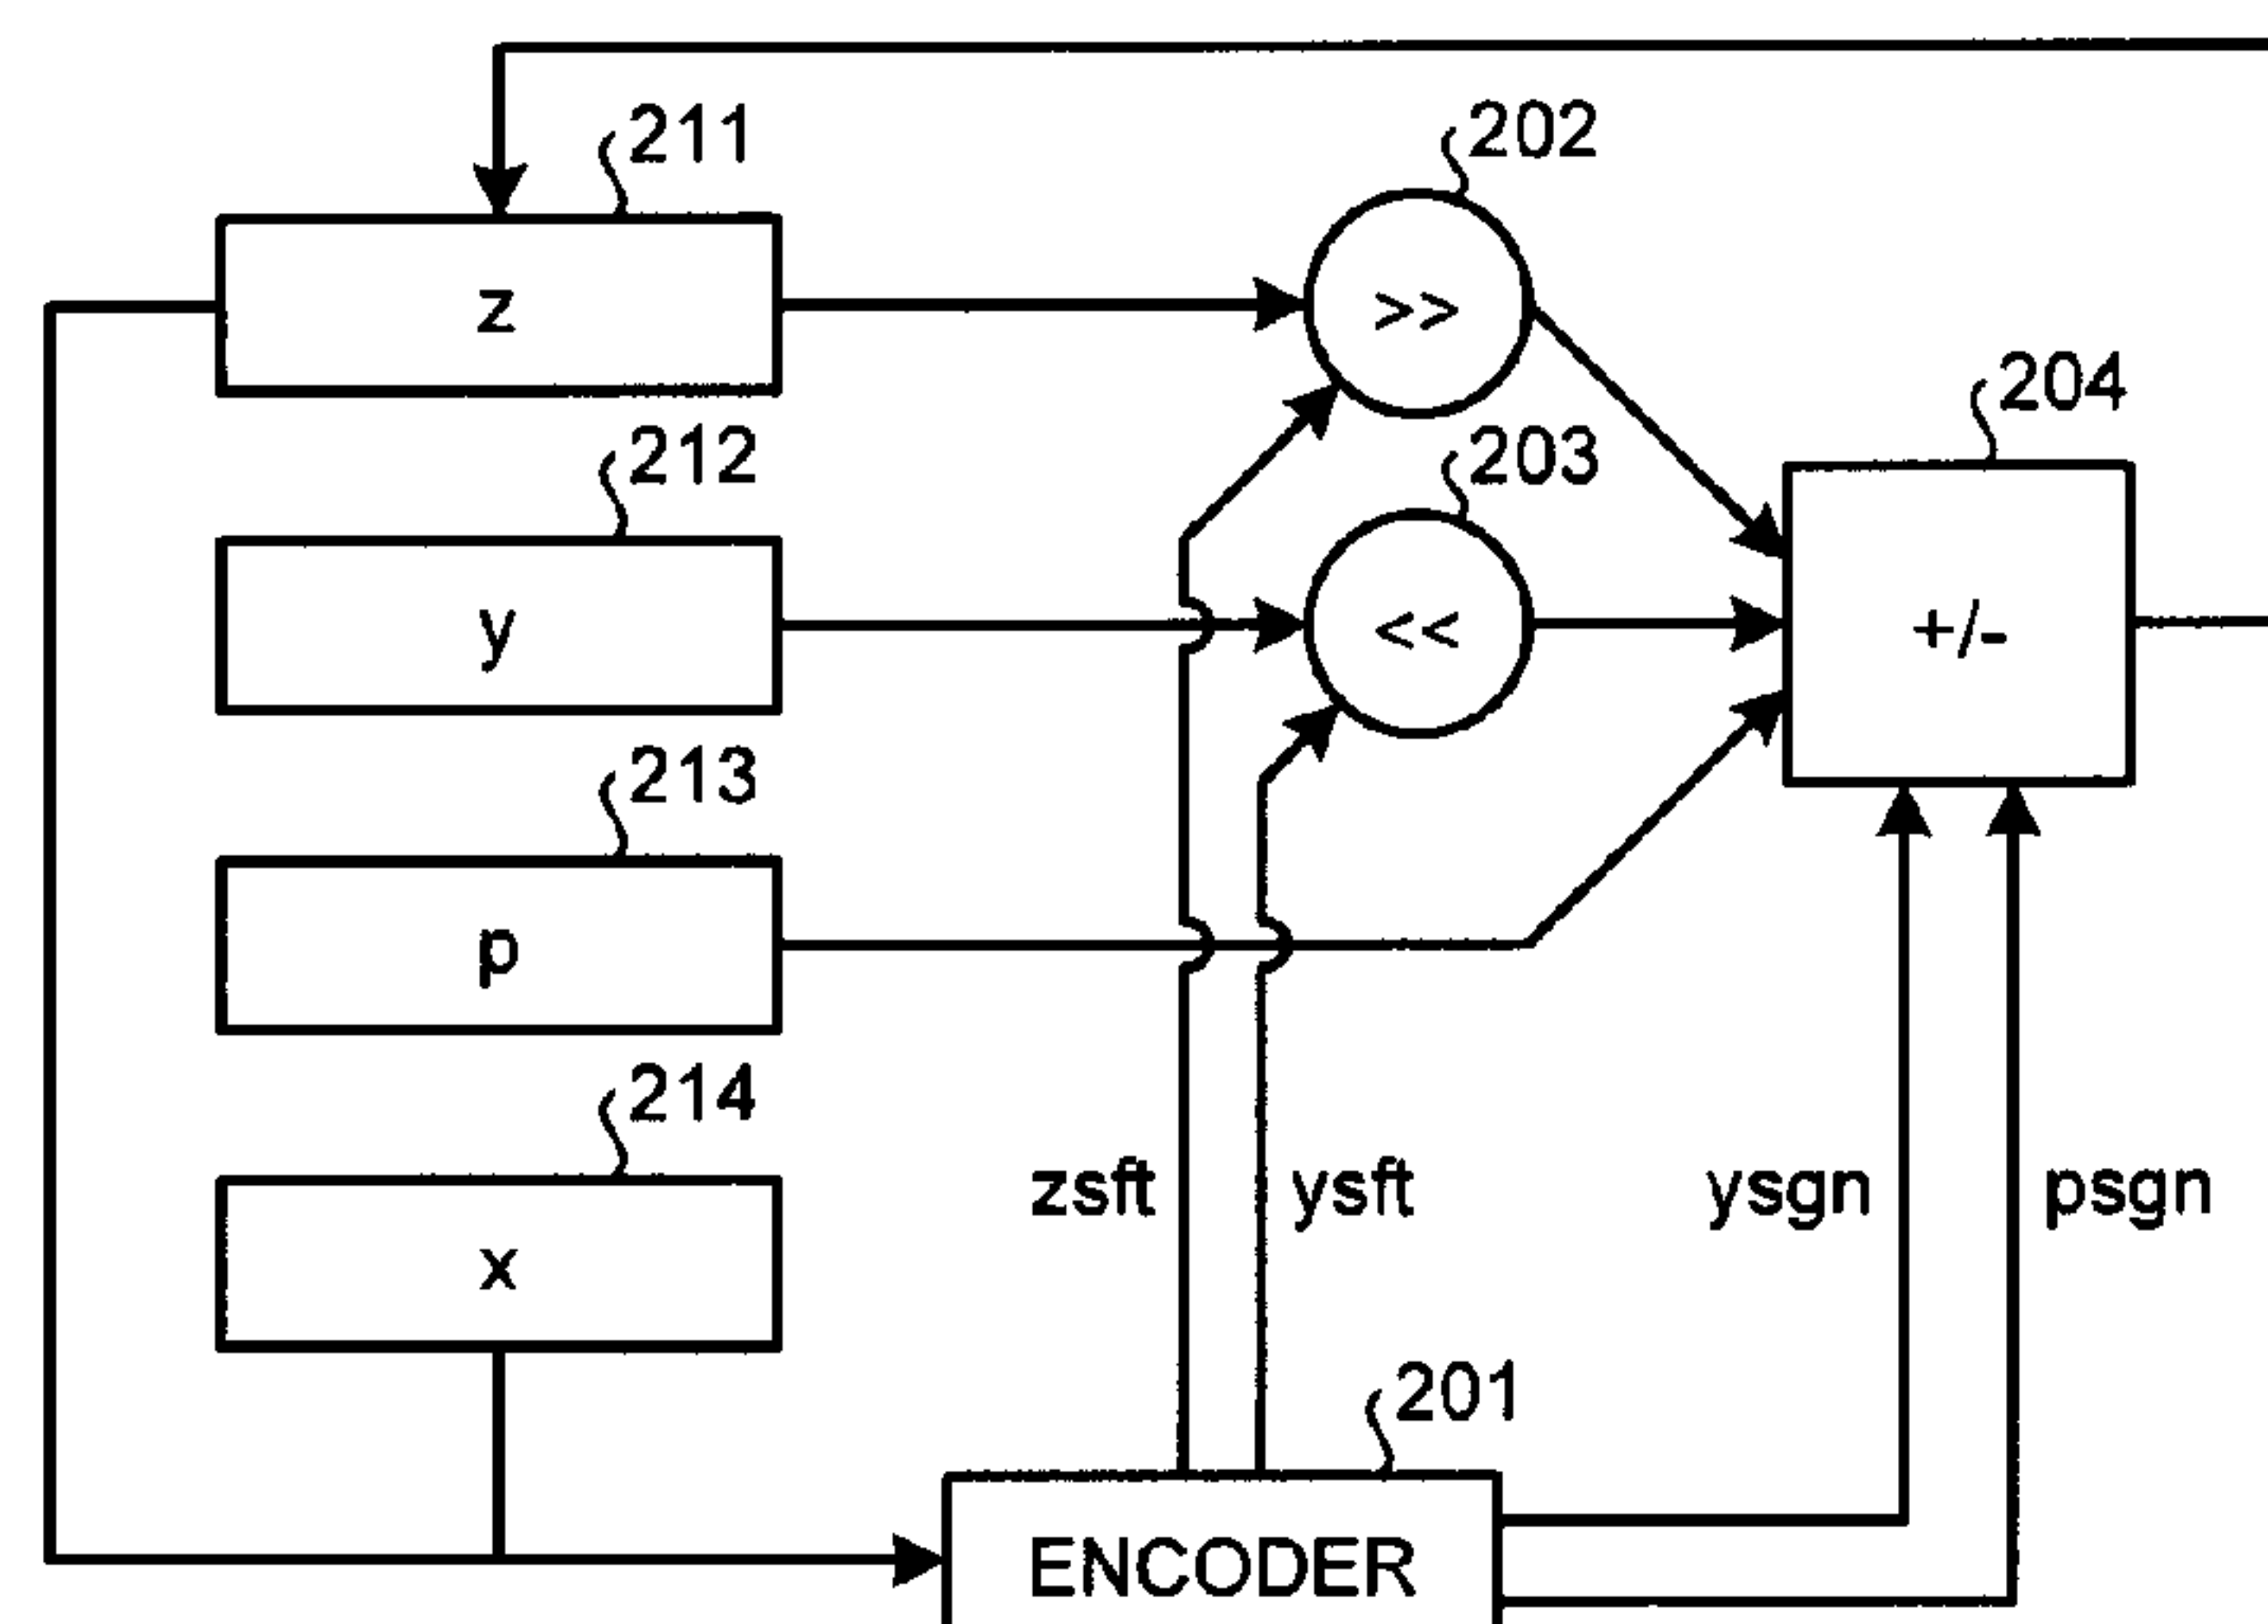 211
202
z
>>
204
212
203
y
<<
+/-
213
p
214
zsft
ysft
ysgn
psgn
x
201
ENCODER